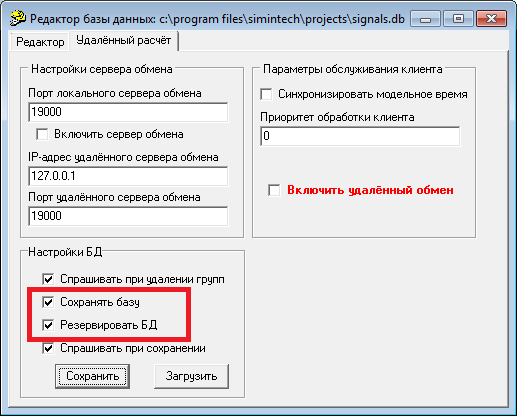 Редактор базы данных: c:\program files\simintech\projects\signals.db
Редактор
Удалённый расчёт
Настройки сервера обмена
Порт локального сервера обмена
19000
Включить сервер обмена
IP-адрес удалённого сервера обмена
127.0.0.1
Порт удалённого сервера обмена
19000
Параметры обслуживания клиента
Синхронизировать модельное время
Приоритет обработки клиента
0
Включить удалённый обмен
Настройки БД
Спрашивать при удалении групп
Сохранять базу
Резервировать БД
Спрашивать при сохранении
Сохранить
Загрузить